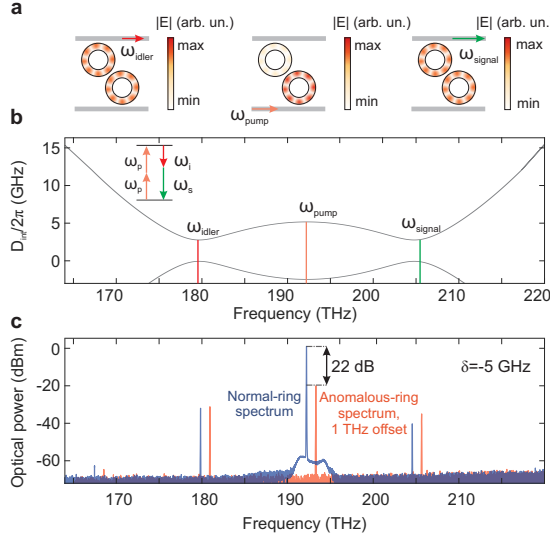 a
|E| (arb. un.) |E| (arb. un.) |E| (arb. un.)
ω_idler max max ω_signal max
ω_pump min min min
b
15
10
5
0
D_int/2π (GHz)
ω_p ω_i
ω_p ω_s
ω_idler ω_pump ω_signal
170 180 190 200 210 220
Frequency (THz)
c
0
-20
-40
-60
Optical power (dBm)
22 dB δ=-5 GHz
Normal-ring
spectrum
Anomalous-ring
spectrum,
1 THz offset
170 180 190 200 210
Frequency (THz)